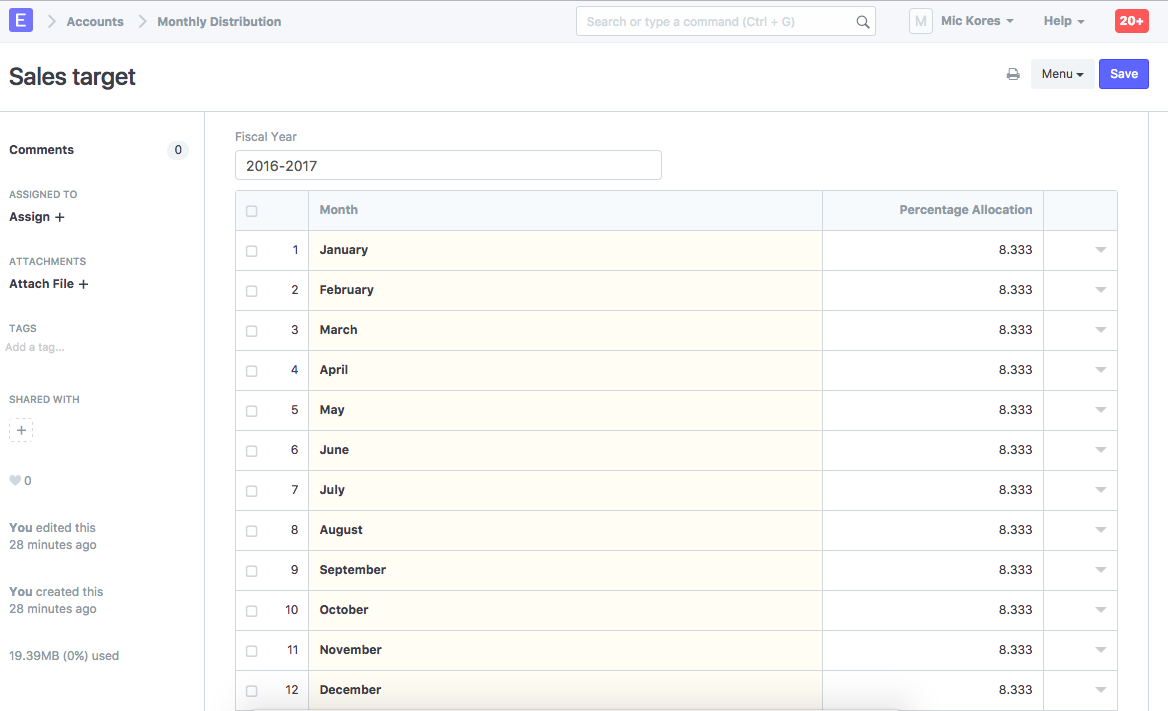 E Accounts Monthly Distribution Search or type a command (Ctrl + G) M Mic Kores Help 20+
Sales target Menu Save
Comments 0
ASSIGNED TO
Assign +
ATTACHMENTS
Attach File +
TAGS
Add a tag...
SHARED WITH
+
0
You edited this
28 minutes ago
You created this
28 minutes ago
19.39MB (0%) used
Fiscal Year
2016-2017
Month Percentage Allocation
1 January 8.333
2 February 8.333
3 March 8.333
4 April 8.333
5 May 8.333
6 June 8.333
7 July 8.333
8 August 8.333
9 September 8.333
10 October 8.333
11 November 8.333
12 December 8.333